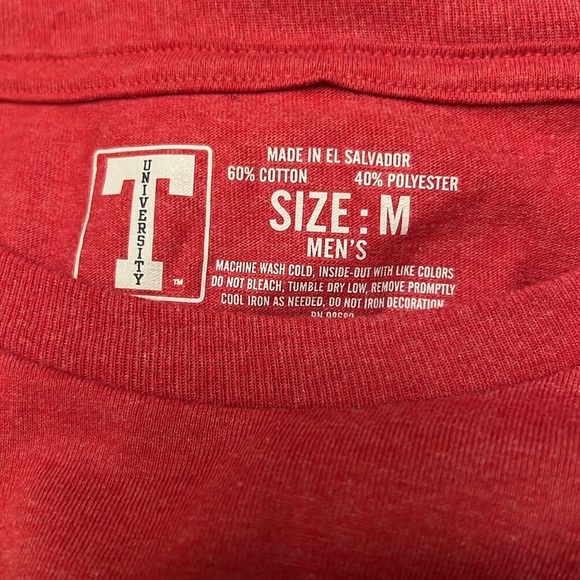 T
UNIVERSITY
™
MADE IN EL SALVADOR
60% COTTON 40% POLYESTER
SIZE : M
MEN'S
MACHINE WASH COLD, INSIDE-OUT WITH LIKE COLORS
DO NOT BLEACH, TUMBLE DRY LOW, REMOVE PROMPTLY
COOL IRON AS NEEDED, DO NOT IRON DECORATION